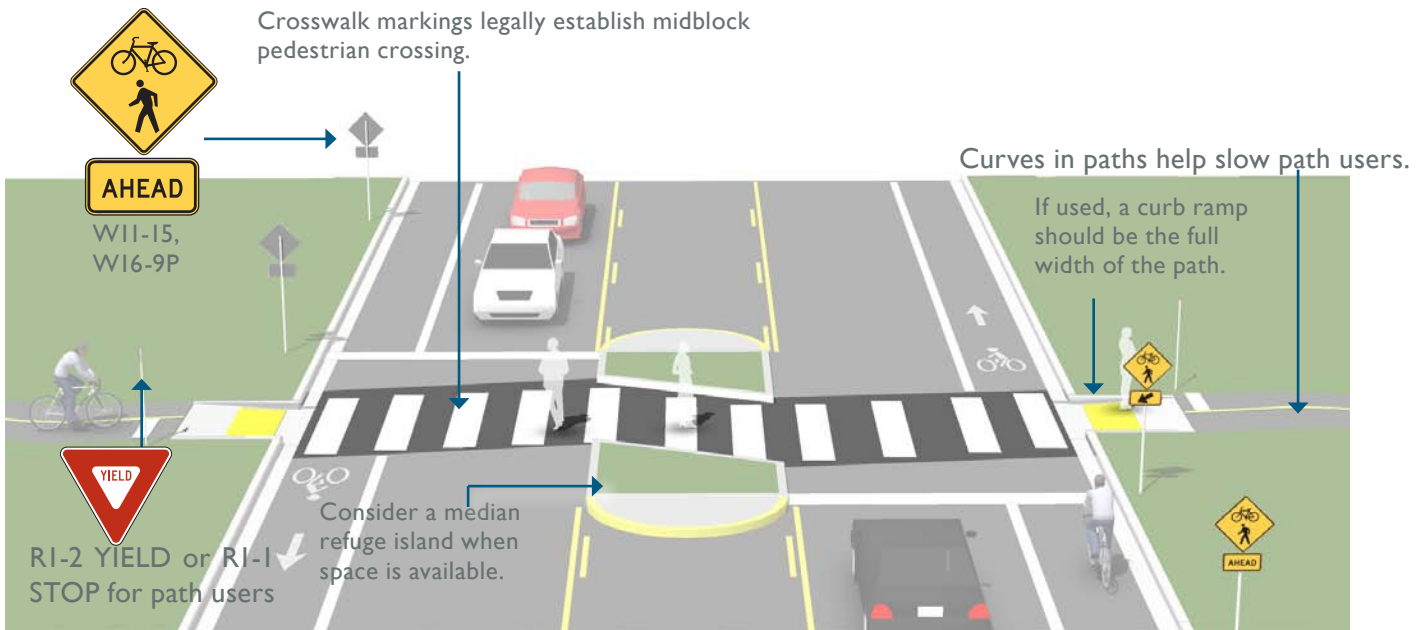 Crosswalk markings legally establish midblock
pedestrian crossing.
AHEAD
W11-15,
W16-9P
Curves in paths help slow path users.
If used, a curb ramp
should be the full
width of the path.
YIELD
R1-2 YIELD or R1-1
STOP for path users
Consider a median
refuge island when
space is available.
AHEAD